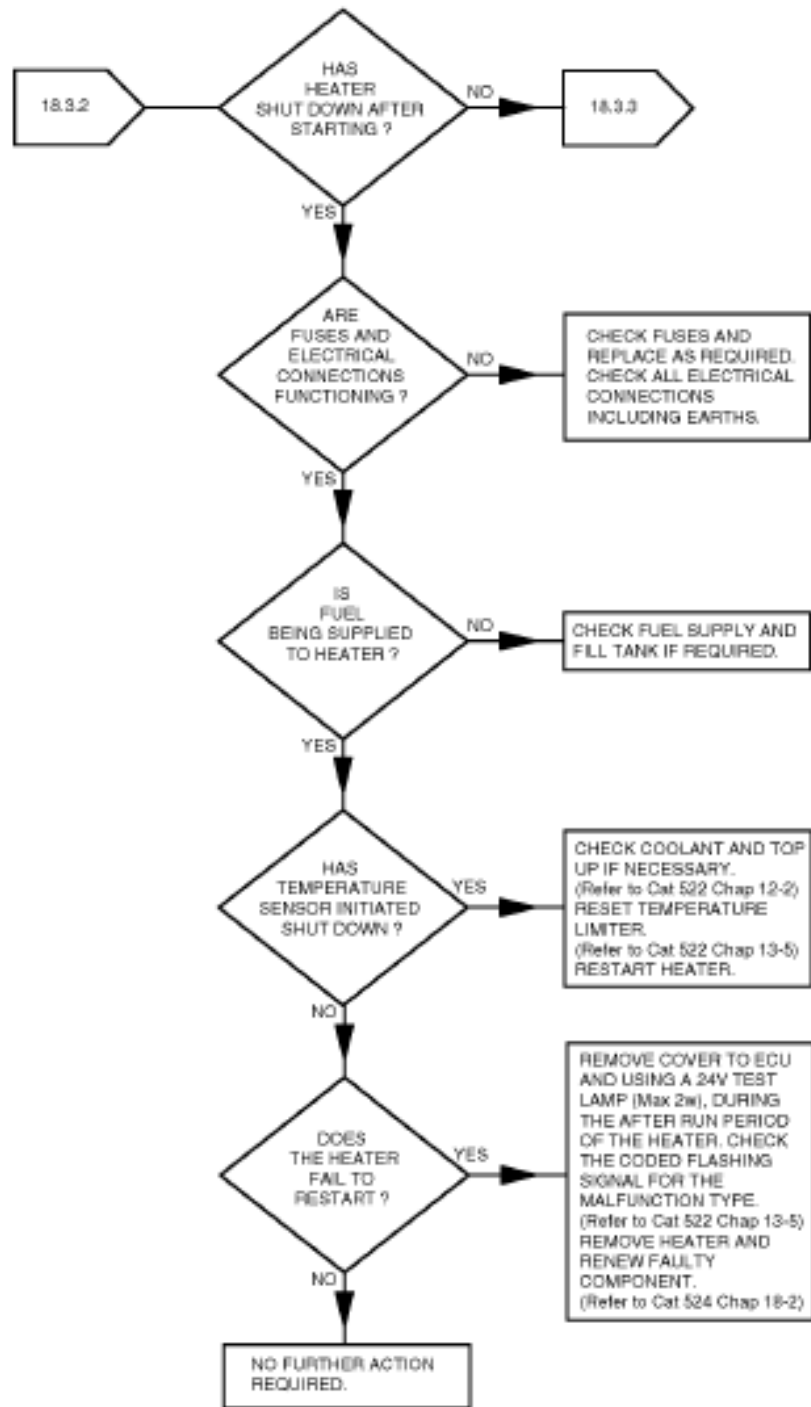 18.3.2
HAS
HEATER
SHUT DOWN AFTER
STARTING ?
NO
18.3.3
YES
ARE
FUSES AND
ELECTRICAL
CONNECTIONS
FUNCTIONING ?
NO
CHECK FUSES AND
REPLACE AS REQUIRED.
CHECK ALL ELECTRICAL
CONNECTIONS
INCLUDING EARTHS.
YES
IS
FUEL
BEING SUPPLIED
TO HEATER ?
NO
CHECK FUEL SUPPLY AND
FILL TANK IF REQUIRED.
YES
HAS
TEMPERATURE
SENSOR INITIATED
SHUT DOWN ?
YES
CHECK COOLANT AND TOP
UP IF NECESSARY.
(Refer to Cat 522 Chap 12-2)
RESET TEMPERATURE
LIMITER.
(Refer to Cat 522 Chap 13-5)
RESTART HEATER.
NO
DOES
THE HEATER
FAIL TO
RESTART ?
YES
REMOVE COVER TO ECU
AND USING A 24V TEST
LAMP (Max 2w), DURING
THE AFTER RUN PERIOD
OF THE HEATER. CHECK
THE CODED FLASHING
SIGNAL FOR THE
MALFUNCTION TYPE.
(Refer to Cat 522 Chap 13-5)
REMOVE HEATER AND
RENEW FAULTY
COMPONENT.
(Refer to Cat 524 Chap 18-2)
NO
NO FURTHER ACTION
REQUIRED.